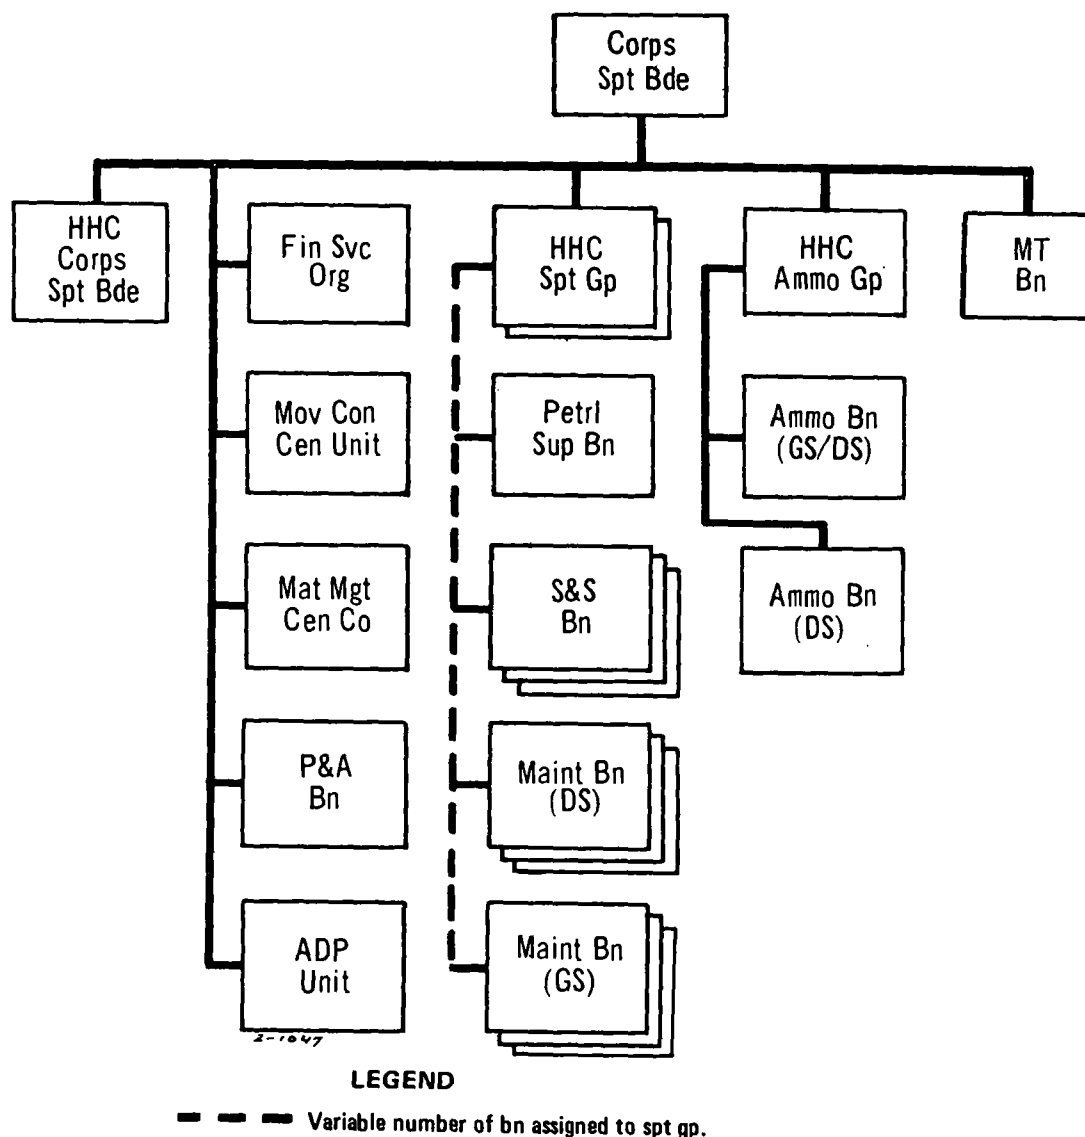 Corps
Spt Bde
HHC
Corps
Spt Bde
Fin Svc
Org
HHC
Spt Gp
HHC
Ammo Gp
MT
Bn
Mov Con
Cen Unit
Petrl
Sup Bn
Ammo Bn
(GS/DS)
Mat Mgt
Cen Co
S&S
Bn
Ammo Bn
(DS)
P&A
Bn
Maint Bn
(DS)
ADP
Unit
Maint Bn
(GS)
2-1047
LEGEND
Variable number of bn assigned to spt gp.